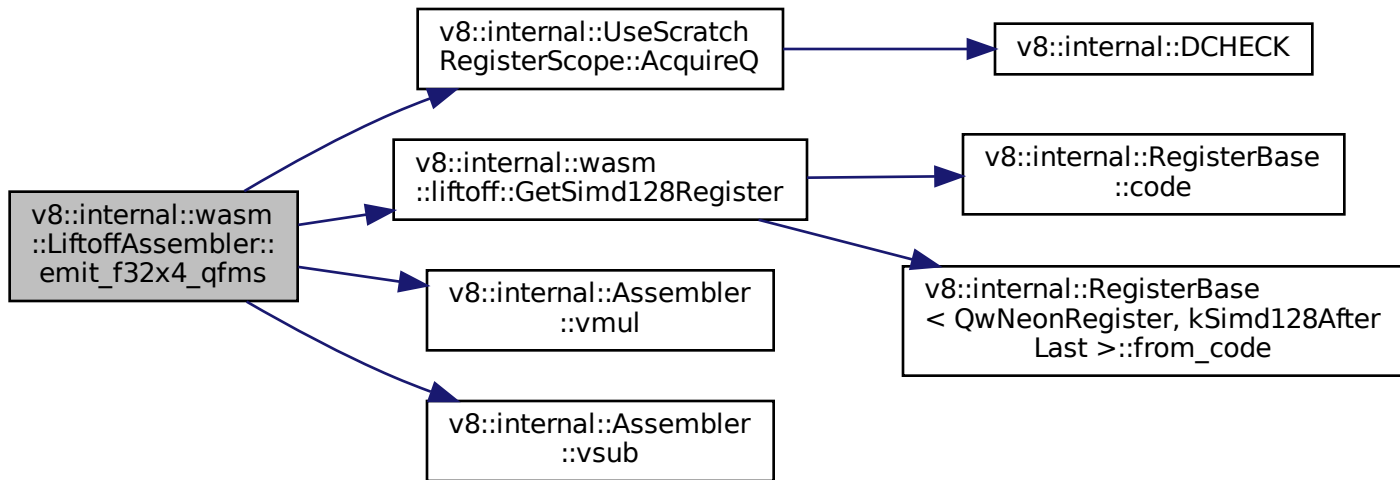 v8::internal::wasm
::LiftoffAssembler::
emit_f32x4_qfms
v8::internal::UseScratch
RegisterScope::AcquireQ
v8::internal::DCHECK
v8::internal::wasm
::liftoff::GetSimd128Register
v8::internal::RegisterBase
::code
v8::internal::RegisterBase
< QwNeonRegister, kSimd128After
Last >::from_code
v8::internal::Assembler
::vmul
v8::internal::Assembler
::vsub